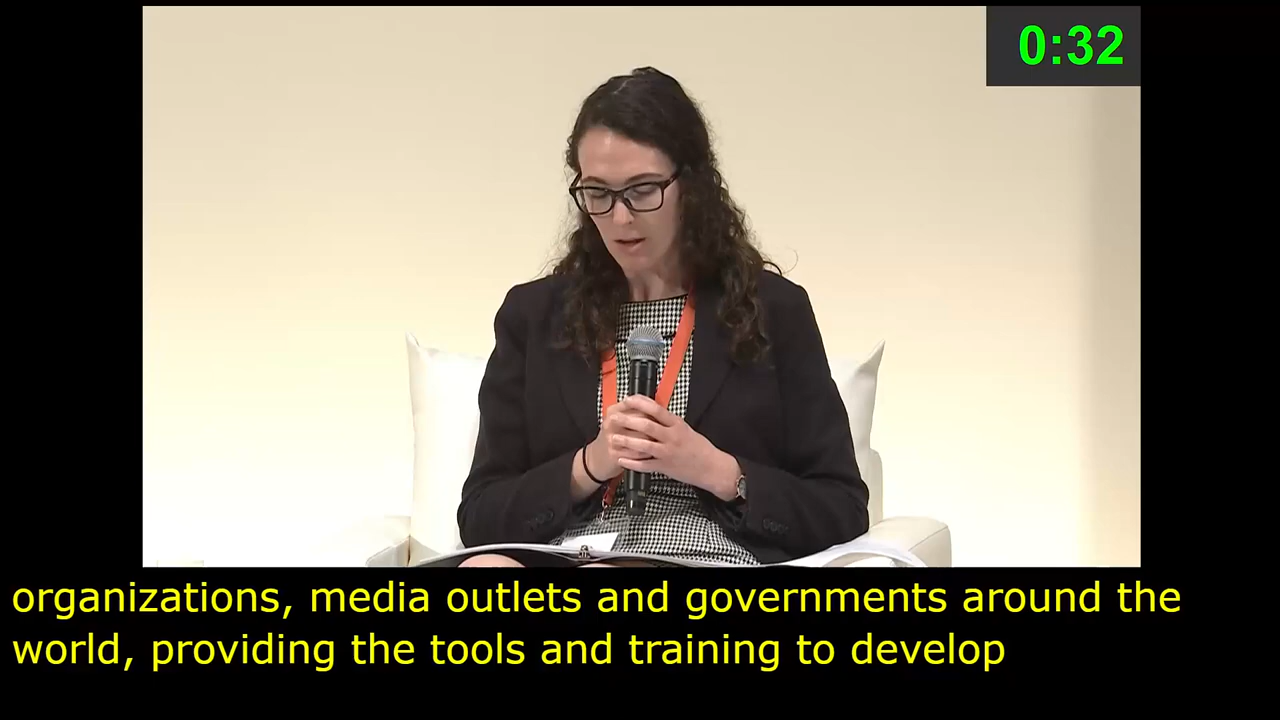 0:32
organizations, media outlets and governments around the
world, providing the tools and training to develop